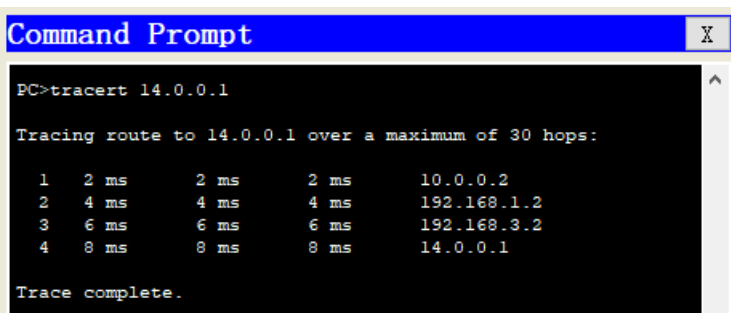 Command Prompt X
PC>tracert 14.0.0.1
Tracing route to 14.0.0.1 over a maximum of 30 hops:
1 2 ms 2 ms 2 ms 10.0.0.2
2 4 ms 4 ms 4 ms 192.168.1.2
3 6 ms 6 ms 6 ms 192.168.3.2
4 8 ms 8 ms 8 ms 14.0.0.1
Trace complete.